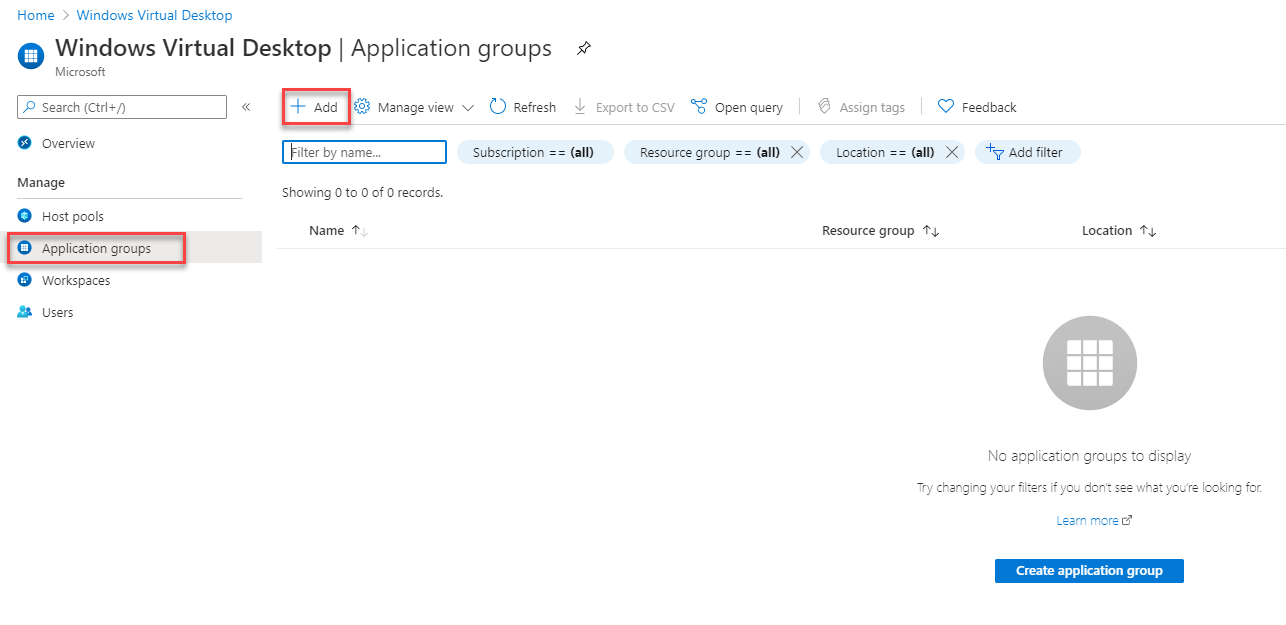 Home > Windows Virtual Desktop
Windows Virtual Desktop | Application groups
Microsoft
Search (Ctrl+/)
«
Add
Manage view
Refresh
Export to CSV
Open query
Assign tags
Feedback
Overview
Manage
Host pools
Application groups
Workspaces
Users
Filter by name...
Subscription == (all)
Resource group == (all)
Location == (all)
Add filter
Showing 0 to 0 of 0 records.
Name ↑↓
Resource group ↑↓
Location ↑↓
No application groups to display
Try changing your filters if you don't see what you're looking for.
Learn more
Create application group